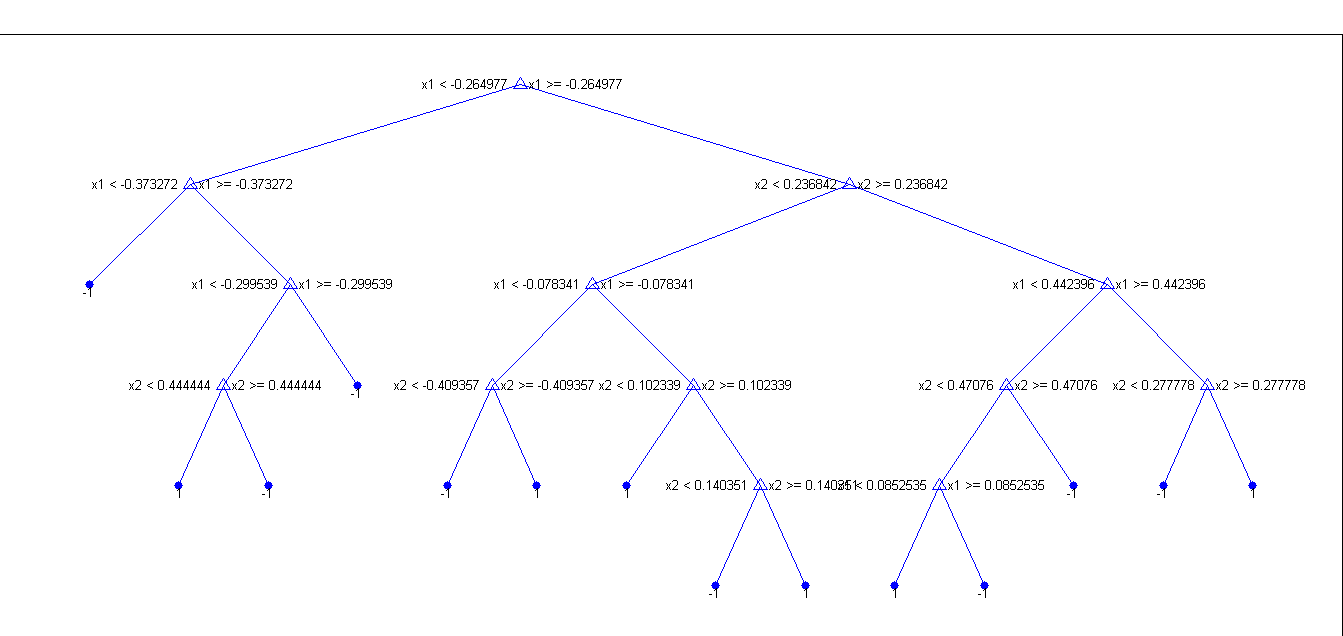 x1 < -0.264977 x1 >= -0.264977
x1 < -0.373272 x1 >= -0.373272 x2 < 0.236842 x2 >= 0.236842
-1 x1 < -0.299539 x1 >= -0.299539 x1 < -0.078341 x1 >= -0.078341 x1 < 0.442396 x1 >= 0.442396
x2 < 0.444444 x2 >= 0.444444 -1 x2 < -0.409357 x2 >= -0.409357 x2 < 0.102339 x2 >= 0.102339 x2 < 0.47076 x2 >= 0.47076 x2 < 0.277778 x2 >= 0.277778
1 -1 -1 1 1 x2 < 0.140351 x2 >= 0.140351 x1 < 0.0852535 x1 >= 0.0852535 -1 -1 1
-1 1 1 -1